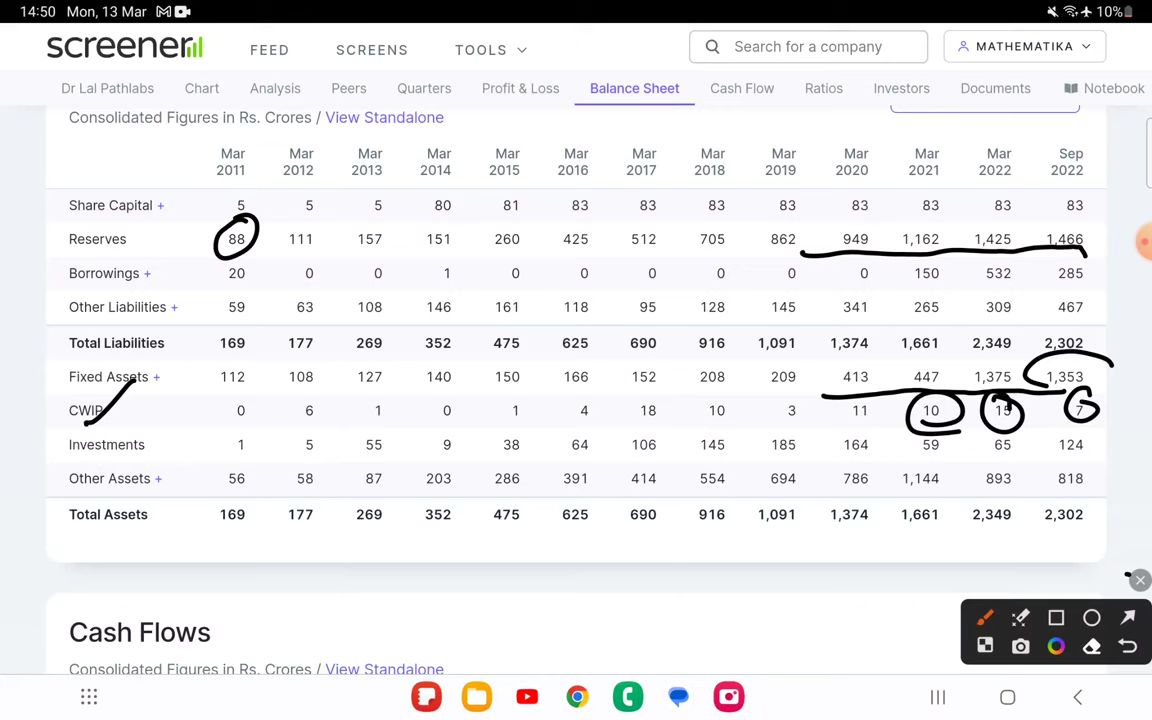 14:50 Mon, 13 Mar 10%
screener FEED SCREENS TOOLS Search for a company MATHEMATIKA
Dr Lal Pathlabs Chart Analysis Peers Quarters Profit & Loss Balance Sheet Cash Flow Ratios Investors Documents Notebook
Consolidated Figures in Rs. Crores / View Standalone
Mar Mar Mar Mar Mar Mar Mar Mar Mar Mar Mar Mar Sep
2011 2012 2013 2014 2015 2016 2017 2018 2019 2020 2021 2022 2022
Share Capital + 5 5 5 80 81 83 83 83 83 83 83 83 83
Reserves 88 111 157 151 260 425 512 705 862 949 1,162 1,425 1,466
Borrowings + 20 0 0 1 0 0 0 0 0 0 150 532 285
Other Liabilities + 59 63 108 146 161 118 95 128 145 341 265 309 467
Total Liabilities 169 177 269 352 475 625 690 916 1,091 1,374 1,661 2,349 2,302
Fixed Assets + 112 108 127 140 150 166 152 208 209 413 447 1,375 1,353
CWIP 0 6 1 0 1 4 18 10 3 11 10 15 7
Investments 1 5 55 9 38 64 106 145 185 164 59 65 124
Other Assets + 56 58 87 203 286 391 414 554 694 786 1,144 893 818
Total Assets 169 177 269 352 475 625 690 916 1,091 1,374 1,661 2,349 2,302
Cash Flows
Consolidated Figures in Rs. Crores / View Standalone